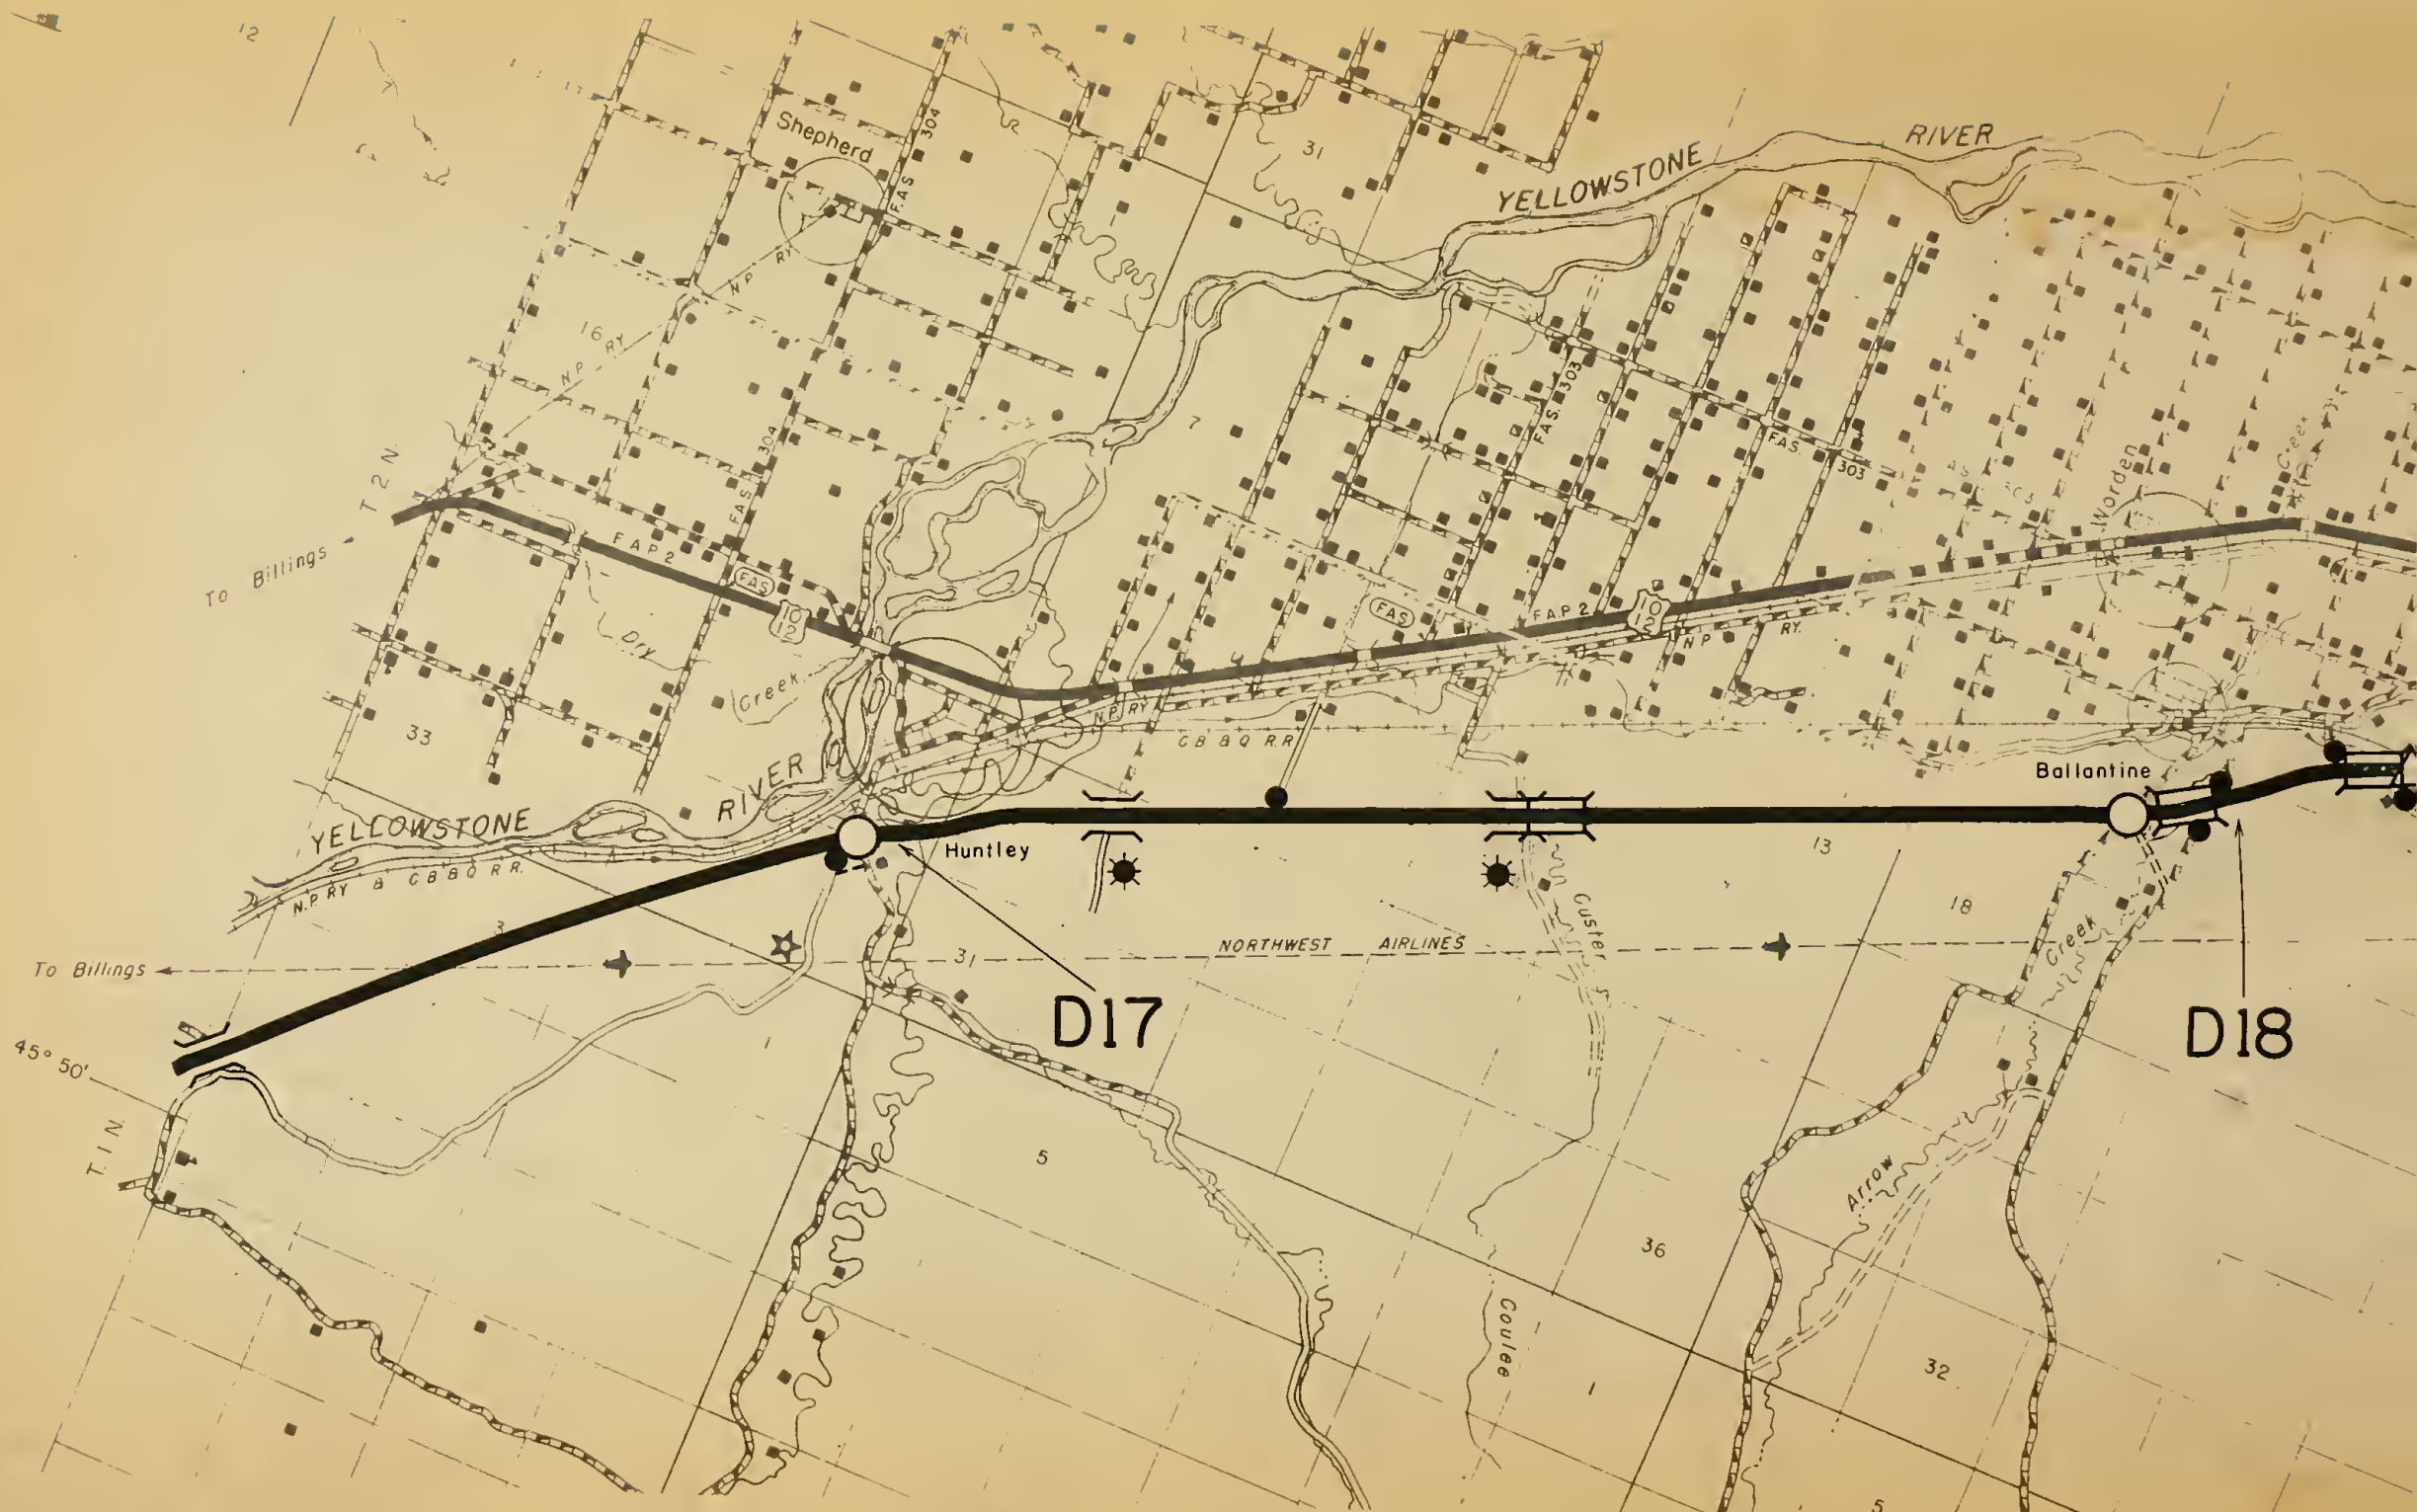 12
Shepherd
304
F.A.S
31
YELLOWSTONE
RIVER
N.P. RY
16
N.P. RY
7
T 2 N.
FAS 304
F.A.S. 303
F.A.S.
303
Worden
Creek
To Billings
F A P 2
FAS
10
12
Dry
Creek
FAS
F A P 2
10
12
N P
RY.
N.P. RY
C B & Q R.R.
33
YELLOWSTONE
RIVER
N.P. RY & C B & Q R.R.
Huntley
Ballantine
13
18
3
31
To Billings
NORTHWEST AIRLINES
Custer
Creek
D17
D18
45° 50'
T. 1 N.
1
5
Arrow
36
Coulee
1
32
5